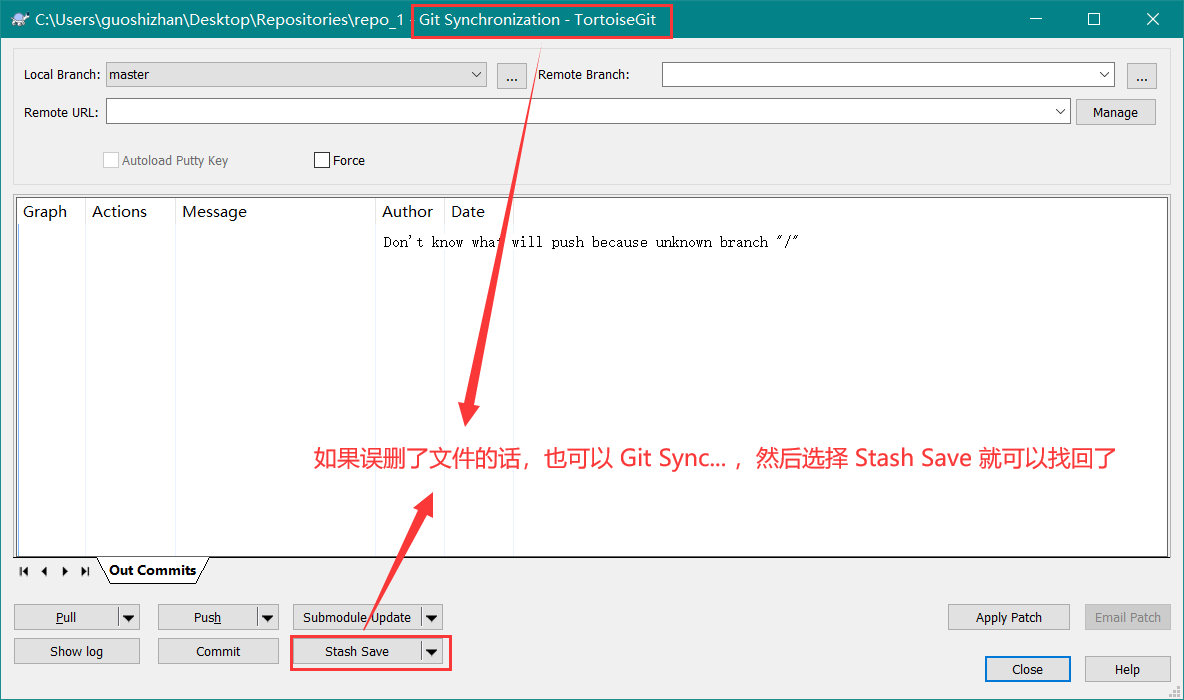 C:\Users\guoshizhan\Desktop\Repositories\repo_1 - Git Synchronization - TortoiseGit
Local Branch: master ... Remote Branch: ...
Remote URL: Manage
Autoload Putty Key Force
Graph Actions Message Author Date
Don't know what will push because unknown branch "/"
如果误删了文件的话，也可以 Git Sync... ，然后选择 Stash Save 就可以找回了
Out Commits
Pull Push Submodule Update Apply Patch Email Patch
Show log Commit Stash Save
Close Help